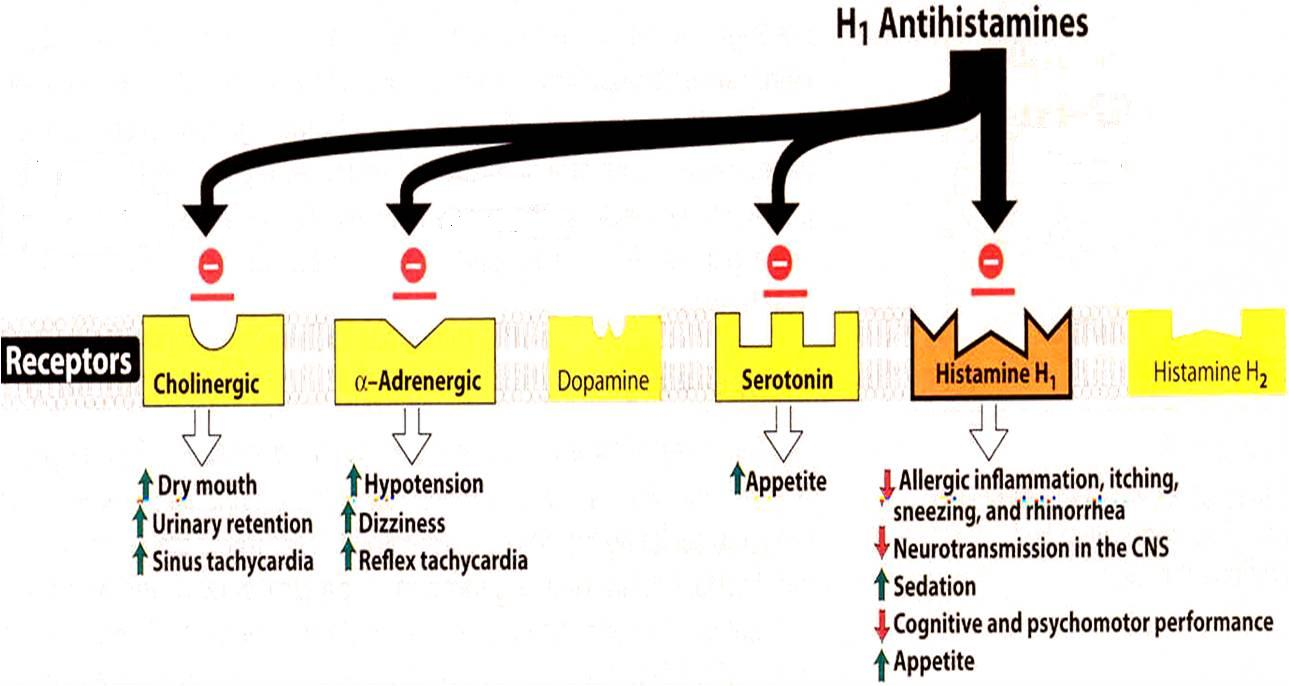 H₁ Antihistamines
Receptors
Cholinergic
α–Adrenergic
Dopamine
Serotonin
Histamine H₁
Histamine H₂
Dry mouth
Urinary retention
Sinus tachycardia
Hypotension
Dizziness
Reflex tachycardia
Appetite
Allergic inflammation, itching,
sneezing, and rhinorrhea
Neurotransmission in the CNS
Sedation
Cognitive and psychomotor performance
Appetite